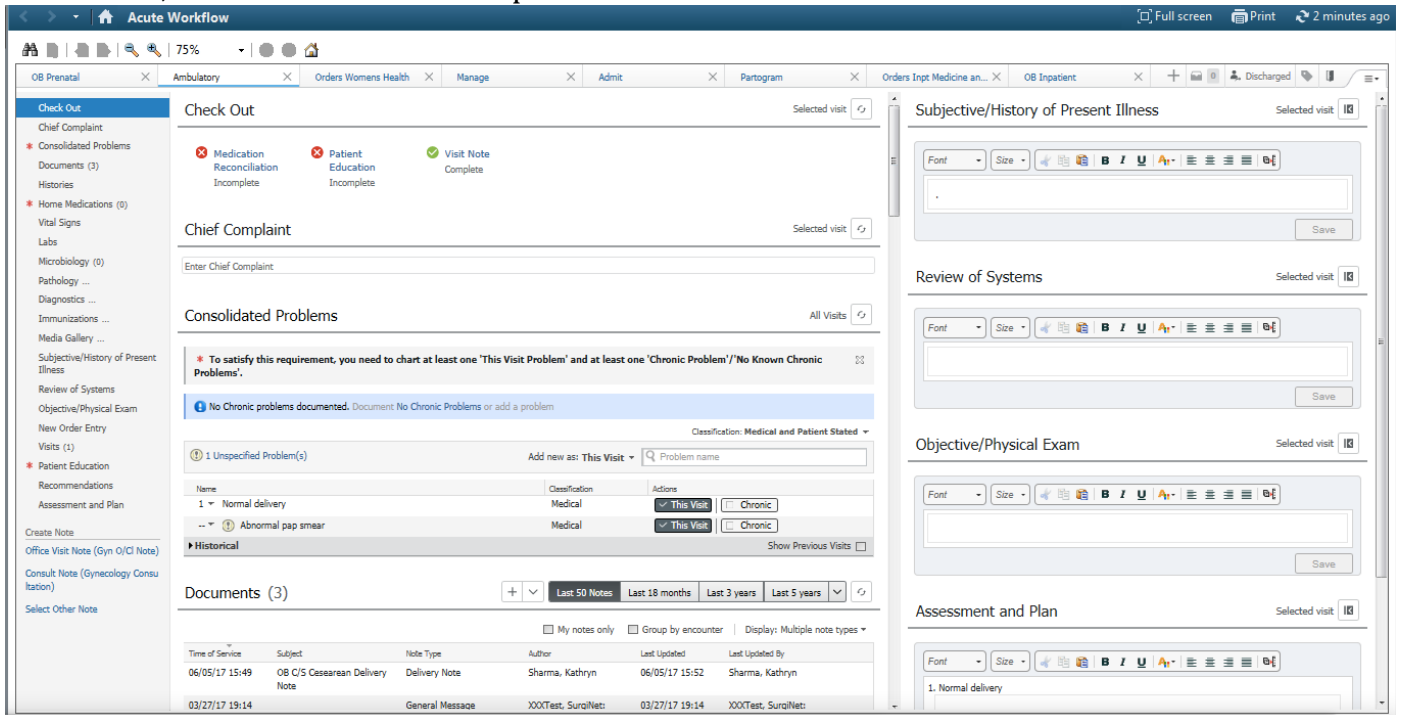 Acute Workflow
Full screen
Print
2 minutes ago
75%
OB Prenatal
Ambulatory
Orders Womens Health
Manage
Admit
Partogram
Orders Inpt Medicine an...
OB Inpatient
0
Discharged
Check Out
Chief Complaint
* Consolidated Problems
Documents (3)
Histories
* Home Medications (0)
Vital Signs
Labs
Microbiology (0)
Pathology ...
Diagnostics ...
Immunizations ...
Media Gallery ...
Subjective/History of Present
Illness
Review of Systems
Objective/Physical Exam
New Order Entry
Visits (1)
* Patient Education
Recommendations
Assessment and Plan
Create Note
Office Visit Note (Gyn O/Cl Note)
Consult Note (Gynecology Consu
ltation)
Select Other Note
Check Out
Selected visit
Medication
Reconciliation
Incomplete
Patient
Education
Incomplete
Visit Note
Complete
Chief Complaint
Selected visit
Enter Chief Complaint
Consolidated Problems
All Visits
* To satisfy this requirement, you need to chart at least one 'This Visit Problem' and at least one 'Chronic Problem'/'No Known Chronic
Problems'.
No Chronic problems documented. Document No Chronic Problems or add a problem
Classification: Medical and Patient Stated
1 Unspecified Problem(s)
Add new as: This Visit
Problem name
Name Classification Actions
1 Normal delivery Medical This Visit Chronic
-- Abnormal pap smear Medical This Visit Chronic
Historical
Show Previous Visits
Documents (3)
Last 50 Notes
Last 18 months
Last 3 years
Last 5 years
My notes only
Group by encounter
Display: Multiple note types
Time of Service Subject Note Type Author Last Updated Last Updated By
06/05/17 15:49 OB C/S Cesearean Delivery Delivery Note Sharma, Kathryn 06/05/17 15:52 Sharma, Kathryn
Note
03/27/17 19:14 General Message XXXTest, SurgiNet: 03/27/17 19:14 XXXTest, SurgiNet:
Subjective/History of Present Illness
Selected visit
Font Size B I U A
.
Save
Review of Systems
Selected visit
Font Size B I U A
Save
Objective/Physical Exam
Selected visit
Font Size B I U A
Save
Assessment and Plan
Selected visit
Font Size B I U A
1. Normal delivery